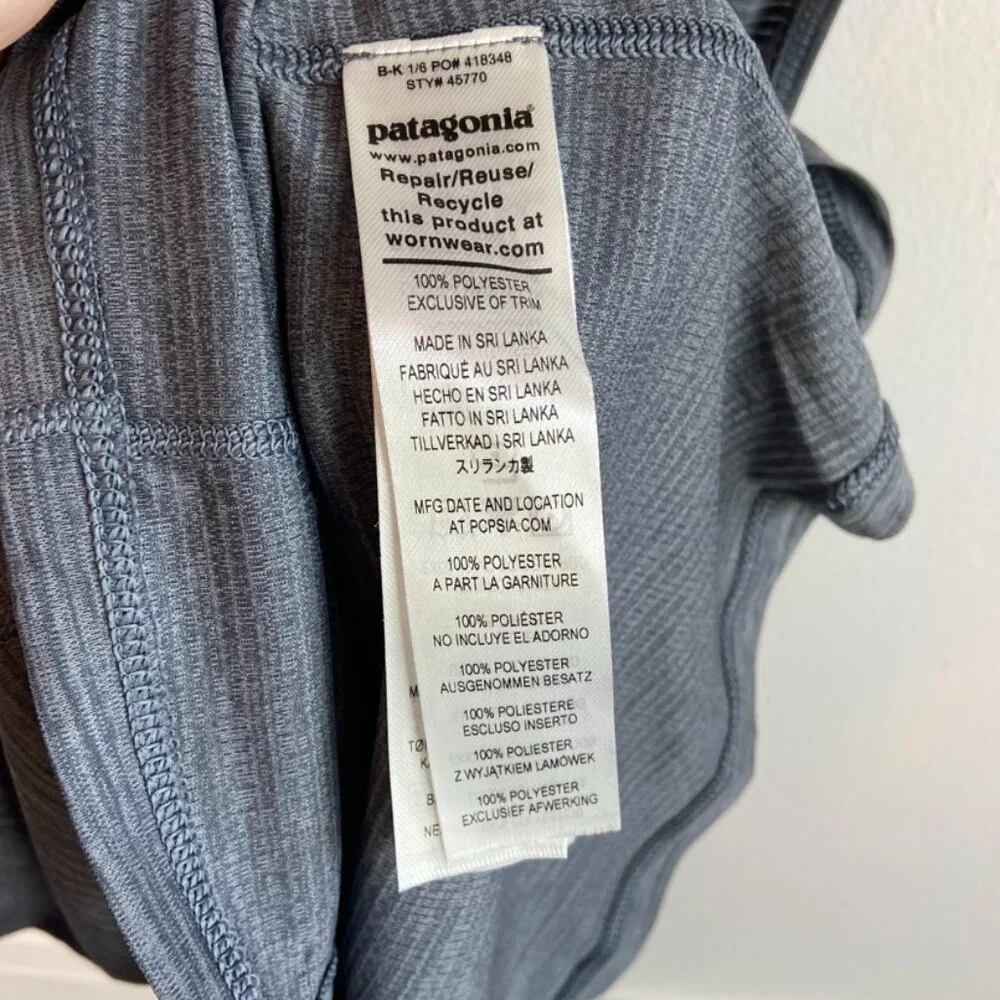 B-K 1/6 PO# 418348
STY# 45770
patagonia®
www.patagonia.com
Repair/Reuse/
Recycle
this product at
wornwear.com
100% POLYESTER
EXCLUSIVE OF TRIM
MADE IN SRI LANKA
FABRIQUÉ AU SRI LANKA
HECHO EN SRI LANKA
FATTO IN SRI LANKA
TILLVERKAD I SRI LANKA
スリランカ製
MFG DATE AND LOCATION
AT PCPSIA.COM
100% POLYESTER
A PART LA GARNITURE
100% POLIÉSTER
NO INCLUYE EL ADORNO
100% POLYESTER
AUSGENOMMEN BESATZ
100% POLIESTERE
ESCLUSO INSERTO
100% POLIESTER
Z WYJĄTKIEM LAMÓWEK
100% POLYESTER
EXCLUSIEF AFWERKING